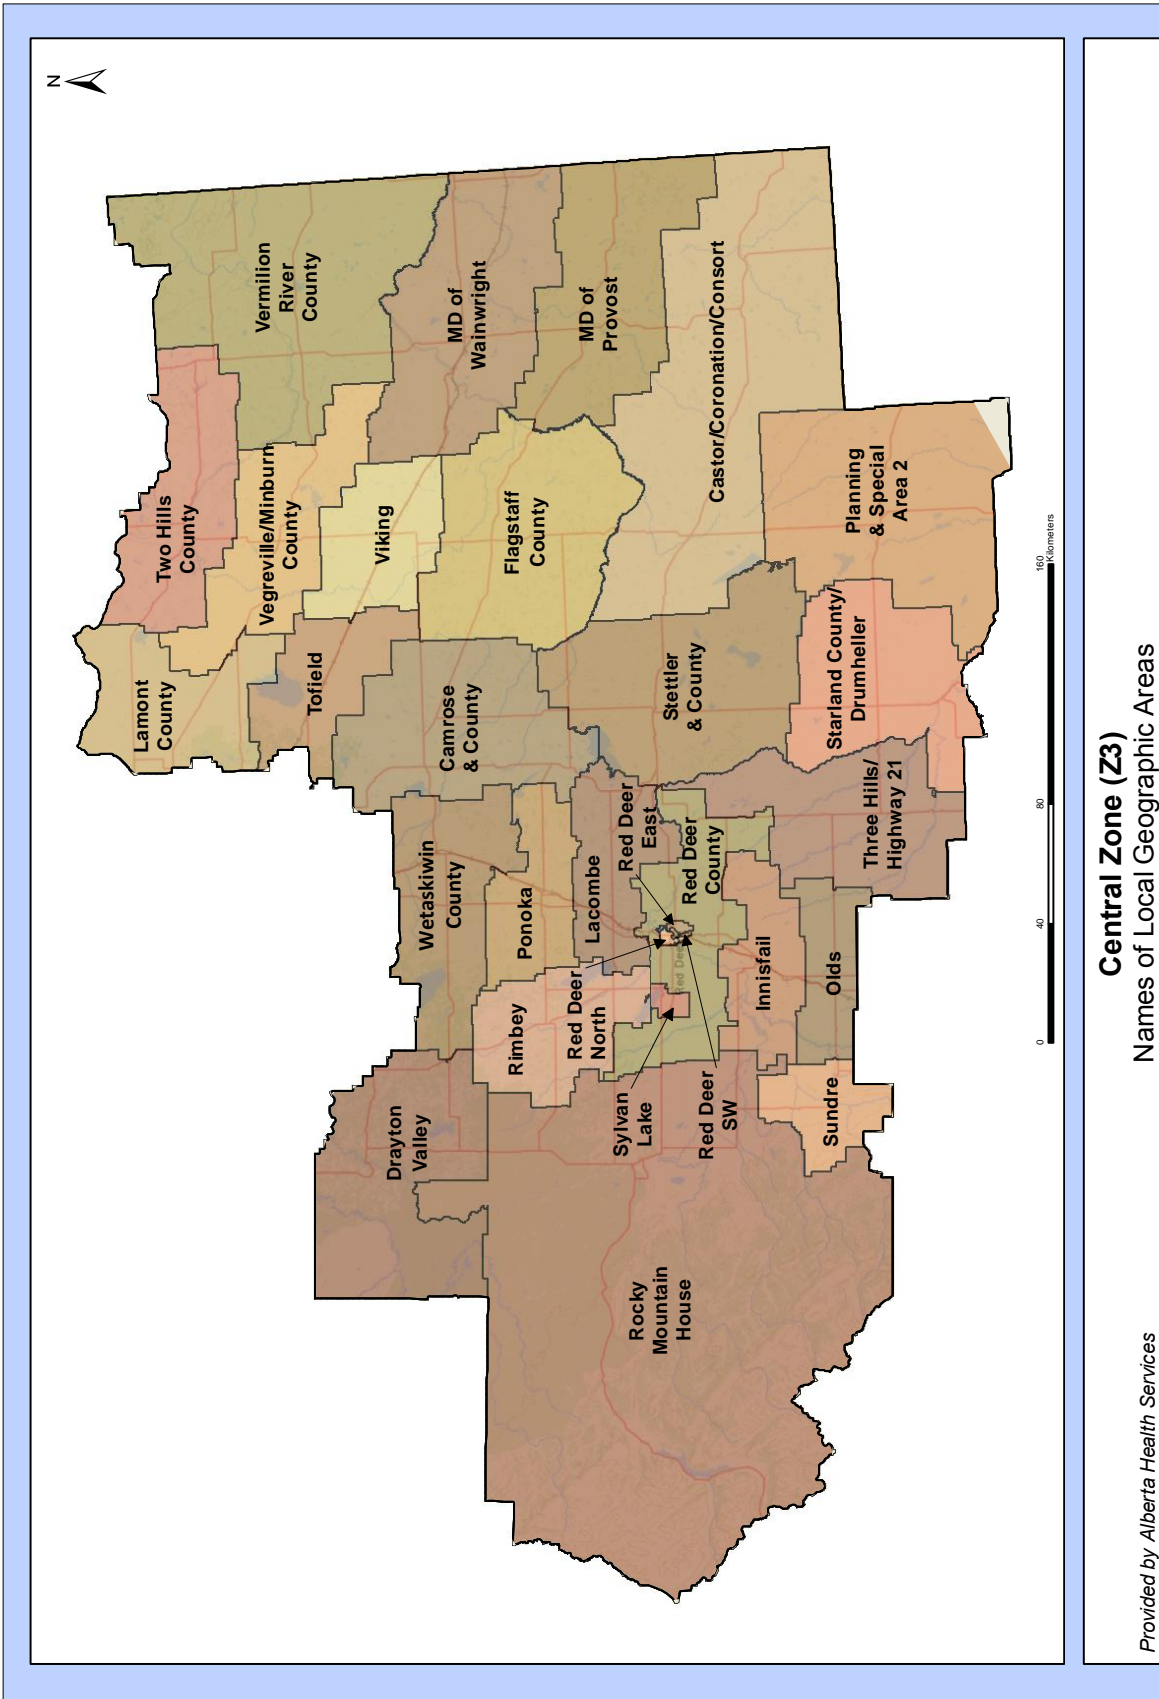 N
Two Hills
County
Lamont
County
Vermilion
River
County
Vegreville/Minburn
County
Viking
Tofield
MD of
Wainwright
Flagstaff
County
Camrose
& County
Wetaskiwin
County
Drayton
Valley
MD of
Provost
Ponoka
Rimbey
Lacombe
Red Deer
North
Red Deer
East
Stettler
& County
Castor/Coronation/Consort
Red Deer
County
Red Deer
Sylvan
Lake
Red Deer
SW
Rocky
Mountain
House
Innisfail
Olds
Sundre
Starland County/
Drumheller
Three Hills/
Highway 21
Planning
& Special
Area 2
0 40 80 160
Kilometers
Central Zone (Z3)
Names of Local Geographic Areas
Provided by Alberta Health Services